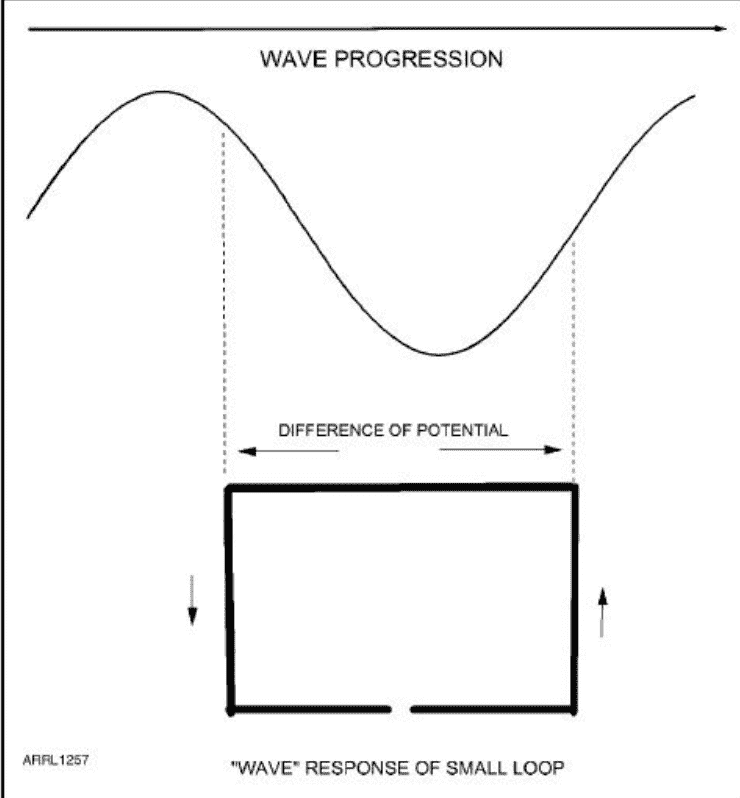 WAVE PROGRESSION
DIFFERENCE OF POTENTIAL
ARRL1257
"WAVE" RESPONSE OF SMALL LOOP